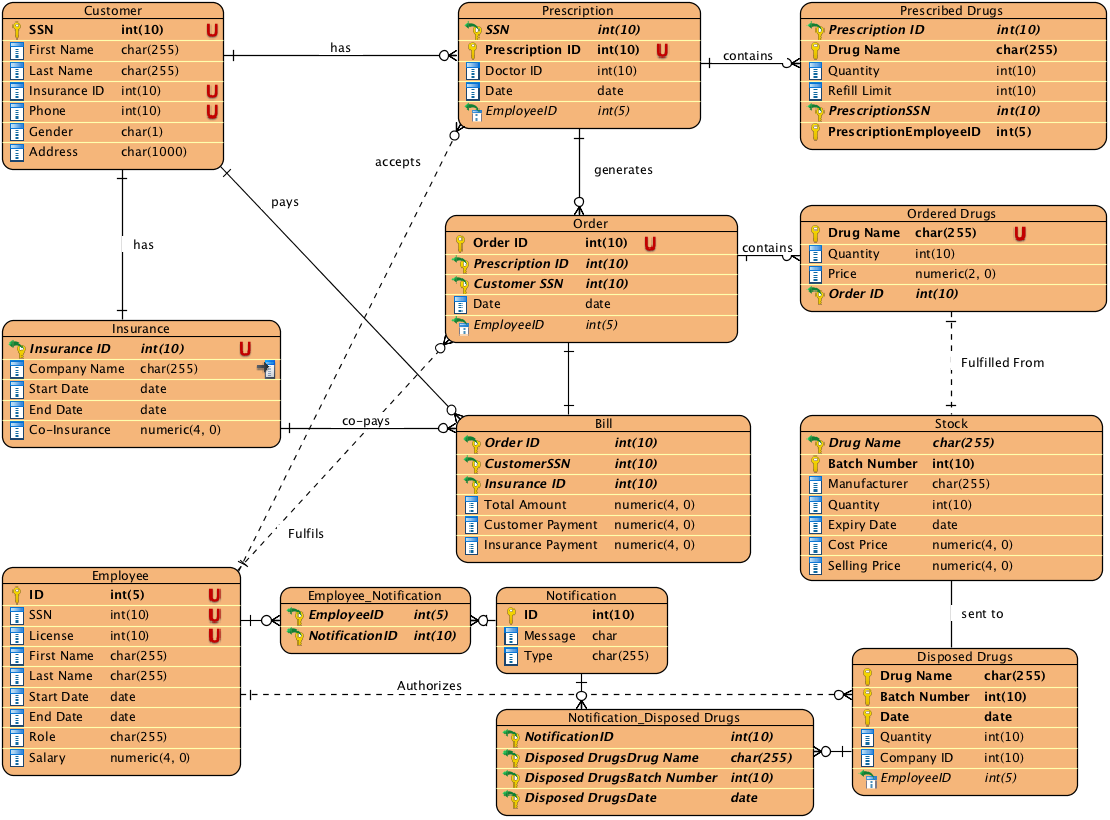 Customer
SSN int(10) U
First Name char(255)
Last Name char(255)
Insurance ID int(10) U
Phone int(10) U
Gender char(1)
Address char(1000)
has
Prescription
SSN int(10)
Prescription ID int(10) U
Doctor ID int(10)
Date date
EmployeeID int(5)
contains
Prescribed Drugs
Prescription ID int(10)
Drug Name char(255)
Quantity int(10)
Refill Limit int(10)
PrescriptionSSN int(10)
PrescriptionEmployeeID int(5)
accepts
generates
pays
has
Order
Order ID int(10) U
Prescription ID int(10)
Customer SSN int(10)
Date date
EmployeeID int(5)
contains
Ordered Drugs
Drug Name char(255) U
Quantity int(10)
Price numeric(2, 0)
Order ID int(10)
Fulfilled From
Insurance
Insurance ID int(10) U
Company Name char(255)
Start Date date
End Date date
Co-Insurance numeric(4, 0)
co-pays
Bill
Order ID int(10)
CustomerSSN int(10)
Insurance ID int(10)
Total Amount numeric(4, 0)
Customer Payment numeric(4, 0)
Insurance Payment numeric(4, 0)
Stock
Drug Name char(255)
Batch Number int(10)
Manufacturer char(255)
Quantity int(10)
Expiry Date date
Cost Price numeric(4, 0)
Selling Price numeric(4, 0)
Fulfils
sent to
Employee
ID int(5) U
SSN int(10) U
License int(10) U
First Name char(255)
Last Name char(255)
Start Date date
End Date date
Role char(255)
Salary numeric(4, 0)
Employee_Notification
EmployeeID int(5)
NotificationID int(10)
Notification
ID int(10)
Message char
Type char(255)
Authorizes
Disposed Drugs
Drug Name char(255)
Batch Number int(10)
Date date
Quantity int(10)
Company ID int(10)
EmployeeID int(5)
Notification_Disposed Drugs
NotificationID int(10)
Disposed DrugsDrug Name char(255)
Disposed DrugsBatch Number int(10)
Disposed DrugsDate date